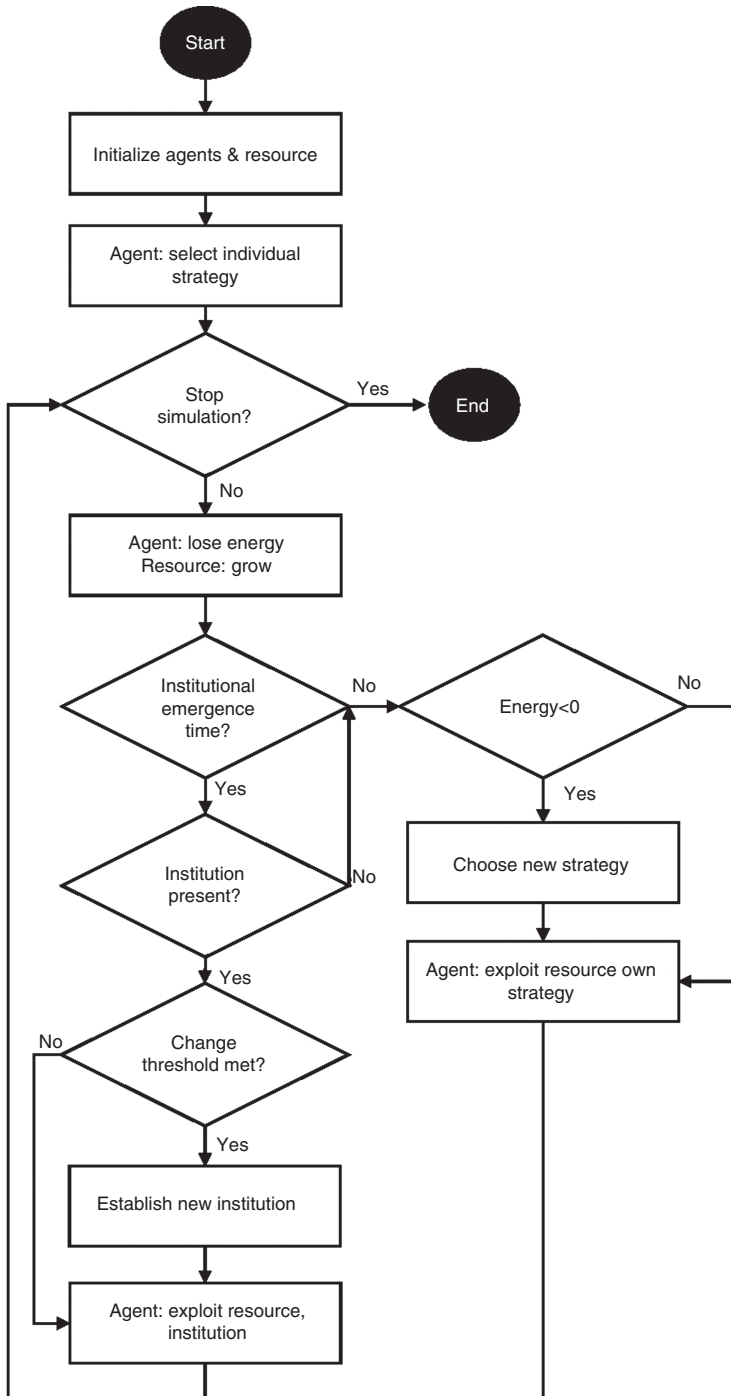 Start
Initialize agents & resource
Agent: select individual
strategy
Stop
simulation?
Yes
End
No
Agent: lose energy
Resource: grow
Institutional
emergence
time?
No
Energy<0
No
Yes
Yes
Institution
present?
No
Choose new strategy
Yes
Agent: exploit resource own
strategy
No
Change
threshold met?
Yes
Establish new institution
Agent: exploit resource,
institution